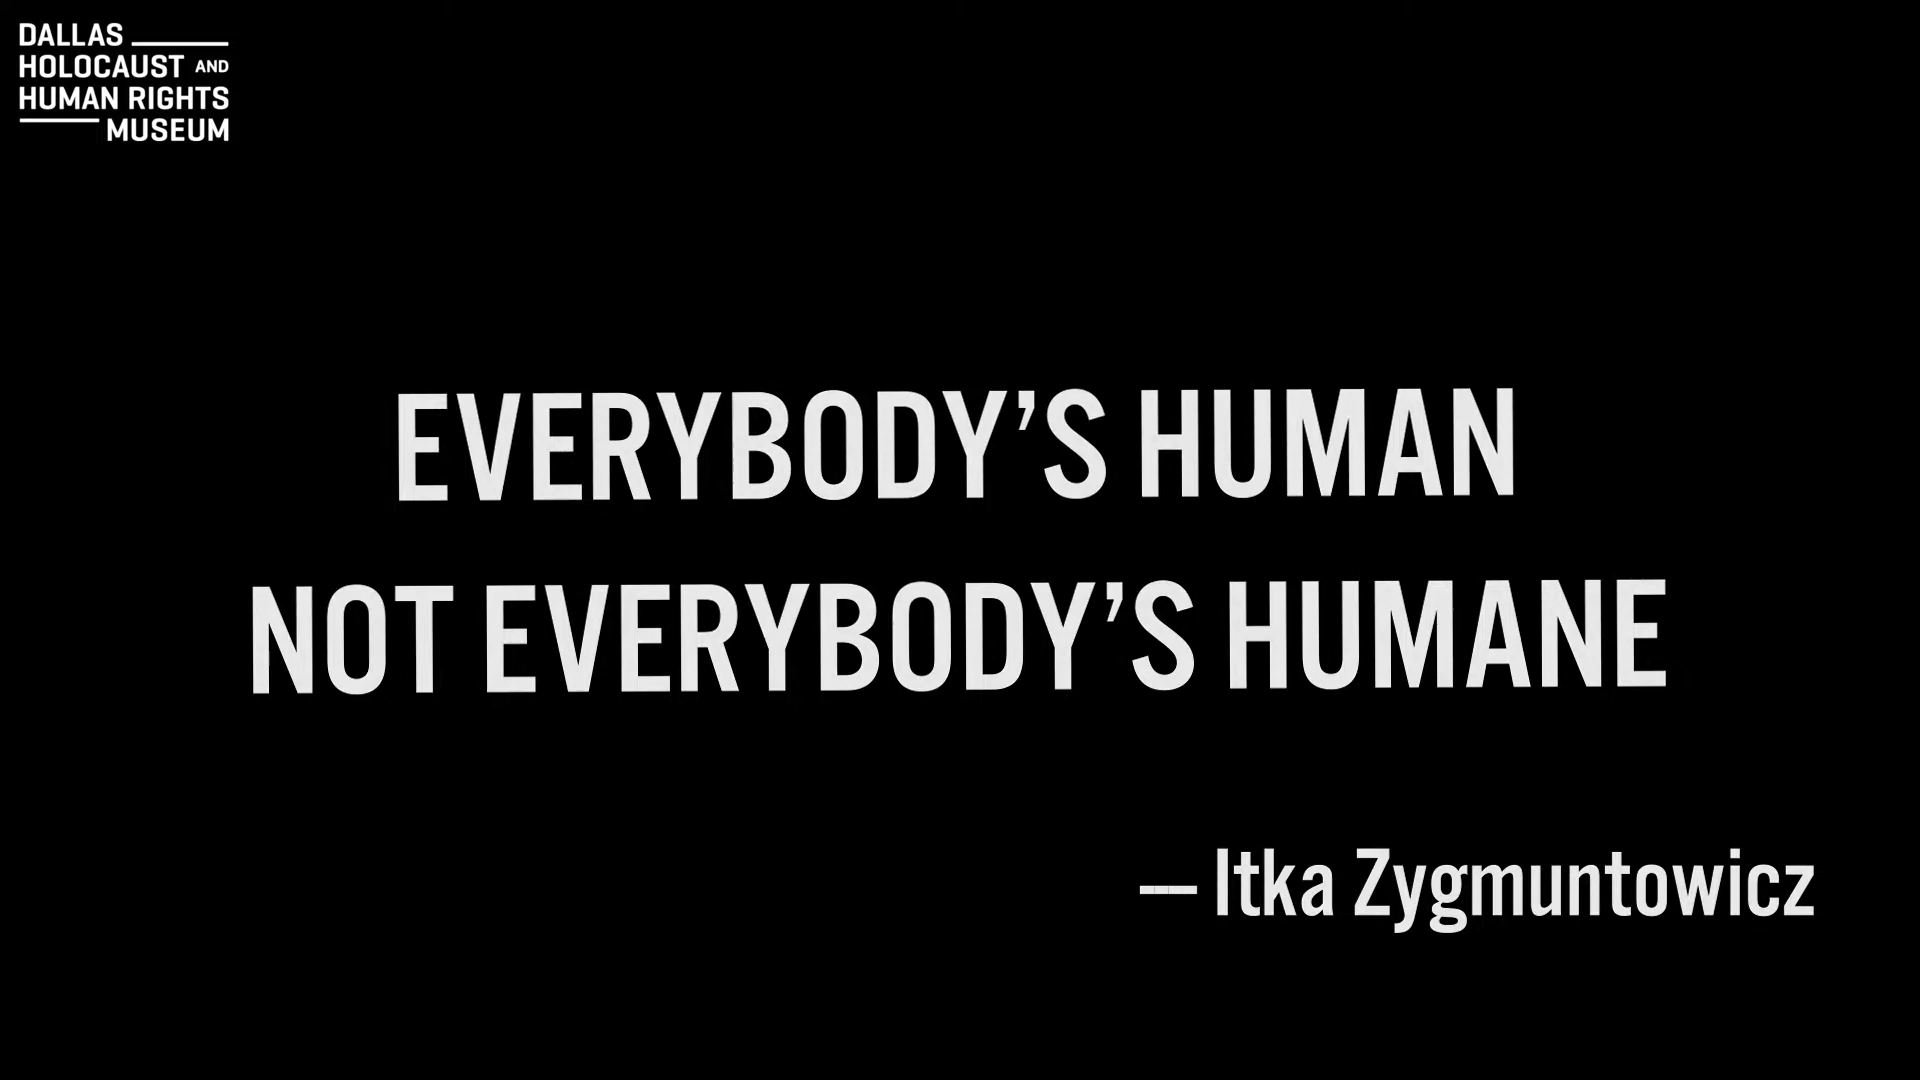 DALLAS
HOLOCAUST AND
HUMAN RIGHTS
MUSEUM
EVERYBODY’S HUMAN
NOT EVERYBODY’S HUMANE
— Itka Zygmuntowicz